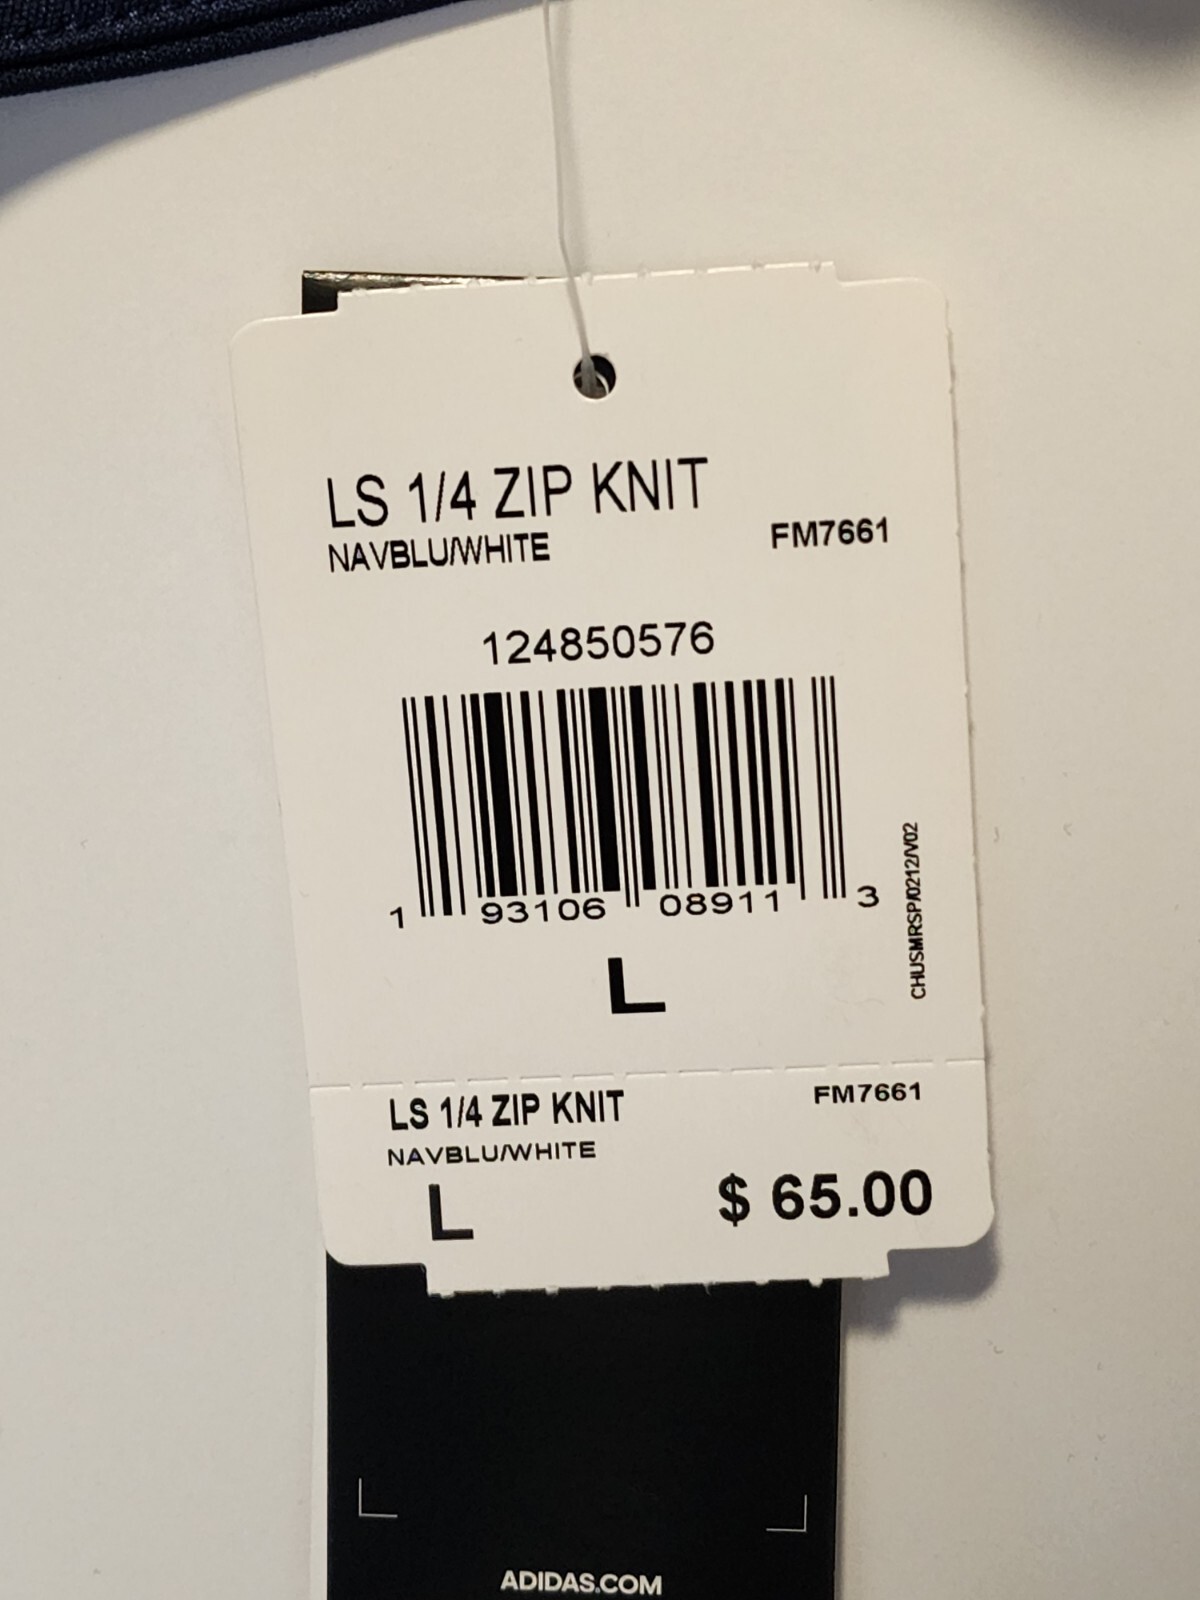 LS 1/4 ZIP KNIT
NAVBLU/WHITE FM7661
124850576
1 93106 08911 3
CHUSMRSP/0212/V02
L
LS 1/4 ZIP KNIT FM7661
NAVBLU/WHITE
L $ 65.00
ADIDAS.COM